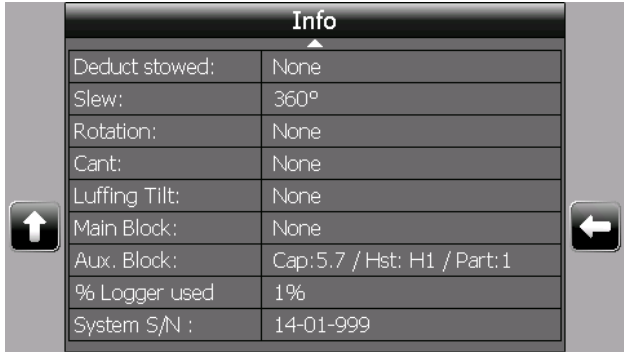 Info
Deduct stowed: None
Slew: 360º
Rotation: None
Cant: None
Luffing Tilt: None
Main Block: None
Aux. Block: Cap:5.7 / Hst: H1 / Part:1
% Logger used 1%
System S/N : 14-01-999